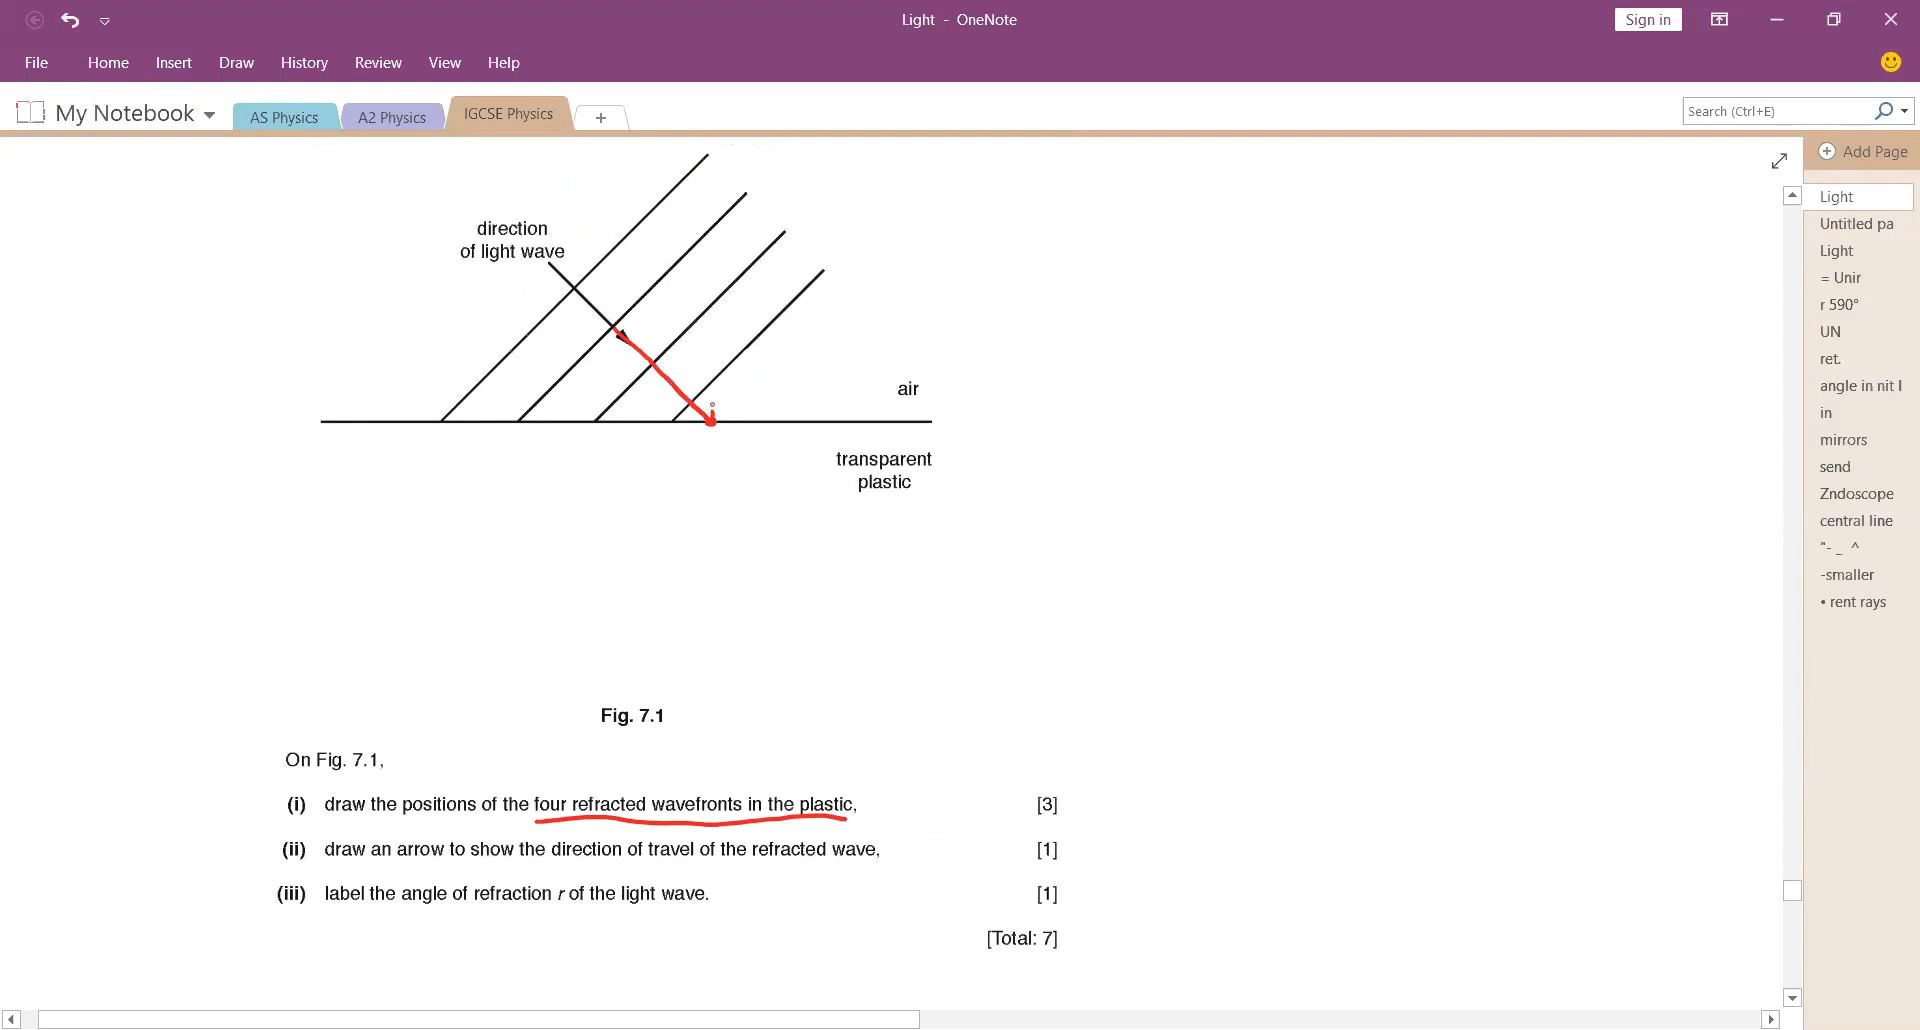 Light - OneNote
Sign in
File Home Insert Draw History Review View Help
My Notebook
AS Physics
A2 Physics
IGCSE Physics
+
Search (Ctrl+E)
Add Page
Light
Untitled pa
Light
= Unir
r 590°
UN
ret.
angle in nit I
in
mirrors
send
Zndoscope
central line
"- _ ^
-smaller
• rent rays
direction
of light wave
air
transparent
plastic
Fig. 7.1
On Fig. 7.1,
(i) draw the positions of the four refracted wavefronts in the plastic, [3]
(ii) draw an arrow to show the direction of travel of the refracted wave, [1]
(iii) label the angle of refraction r of the light wave. [1]
[Total: 7]